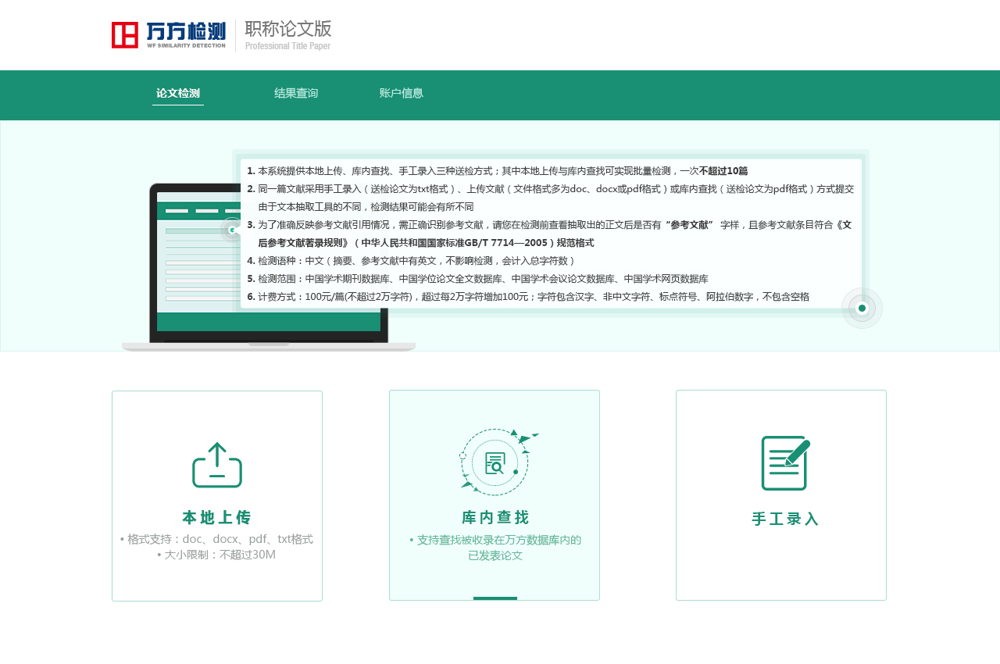 万方检测
WF SIMILARITY DETECTION
职称论文版
Professional Title Paper
论文检测 结果查询 账户信息
1. 本系统提供本地上传、库内查找、手工录入三种送检方式；其中本地上传与库内查找可实现批量检测，一次不超过10篇
2. 同一篇文献采用手工录入（送检论文为txt格式）、上传文献（文件格式多为doc、docx或pdf格式）或库内查找（送检论文为pdf格式）方式提交
由于文本抽取工具的不同，检测结果可能会有所不同
3. 为了准确反映参考文献引用情况，需正确识别参考文献，请您在检测前查看抽取出的正文后是否有“参考文献” 字样，且参考文献条目符合《文
后参考文献著录规则》（中华人民共和国国家标准GB/T 7714—2005）规范格式
4. 检测语种：中文（摘要、参考文献中有英文，不影响检测，会计入总字符数）
5. 检测范围：中国学术期刊数据库、中国学位论文全文数据库、中国学术会议论文数据库、中国学术网页数据库
6. 计费方式：100元/篇(不超过2万字符)，超过每2万字符增加100元；字符包含汉字、非中文字符、标点符号、阿拉伯数字，不包含空格
本地上传
• 格式支持：doc、docx、pdf、txt格式
• 大小限制：不超过30M
库内查找
• 支持查找被收录在万方数据库内的
已发表论文
手工录入